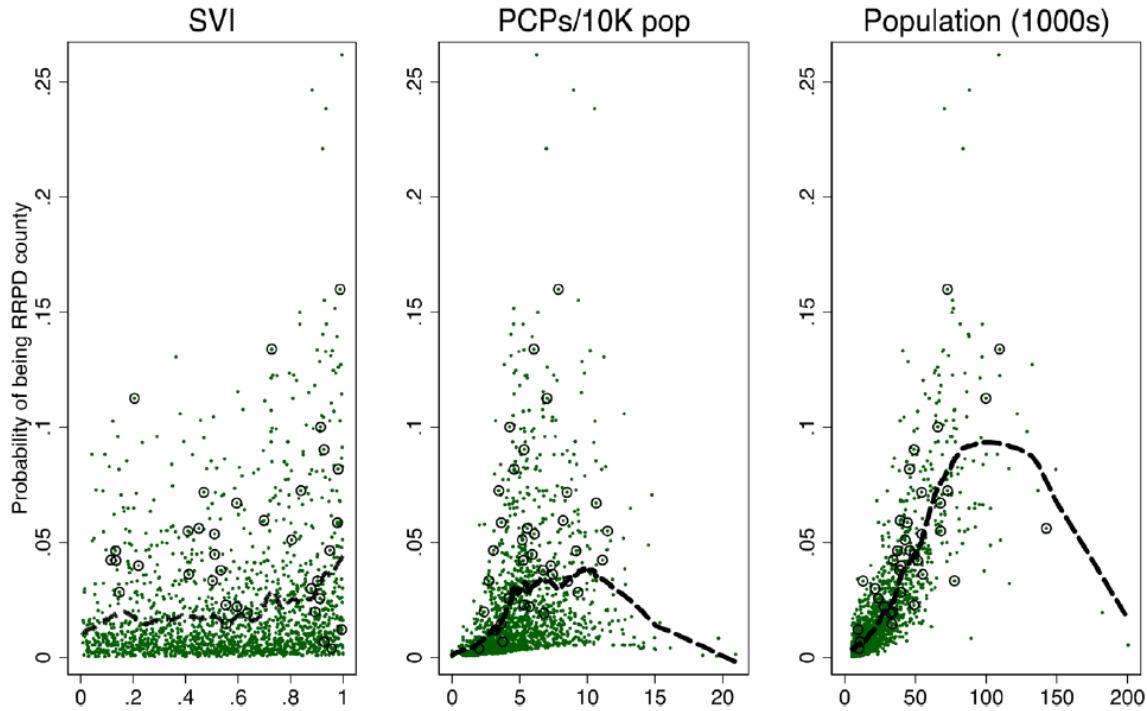 SVI
PCPs/10K pop
Population (1000s)
Probability of being RRPD county
.25
.2
.15
.1
.05
0
.25
.2
.15
.1
.05
0
.25
.2
.15
.1
.05
0
0 .2 .4 .6 .8 1
0 5 10 15 20
0 50 100 150 200